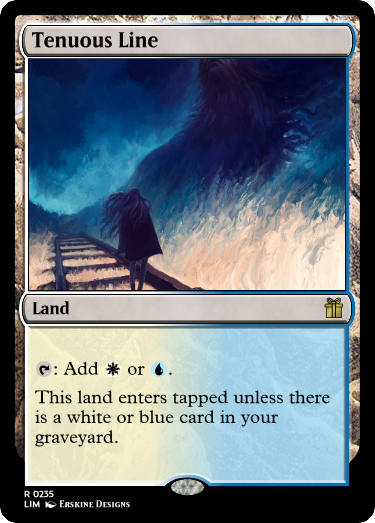 Tenuous Line
Land
: Add or .
This land enters tapped unless there
is a white or blue card in your
graveyard.
R 0235
LIM Erskine Designs